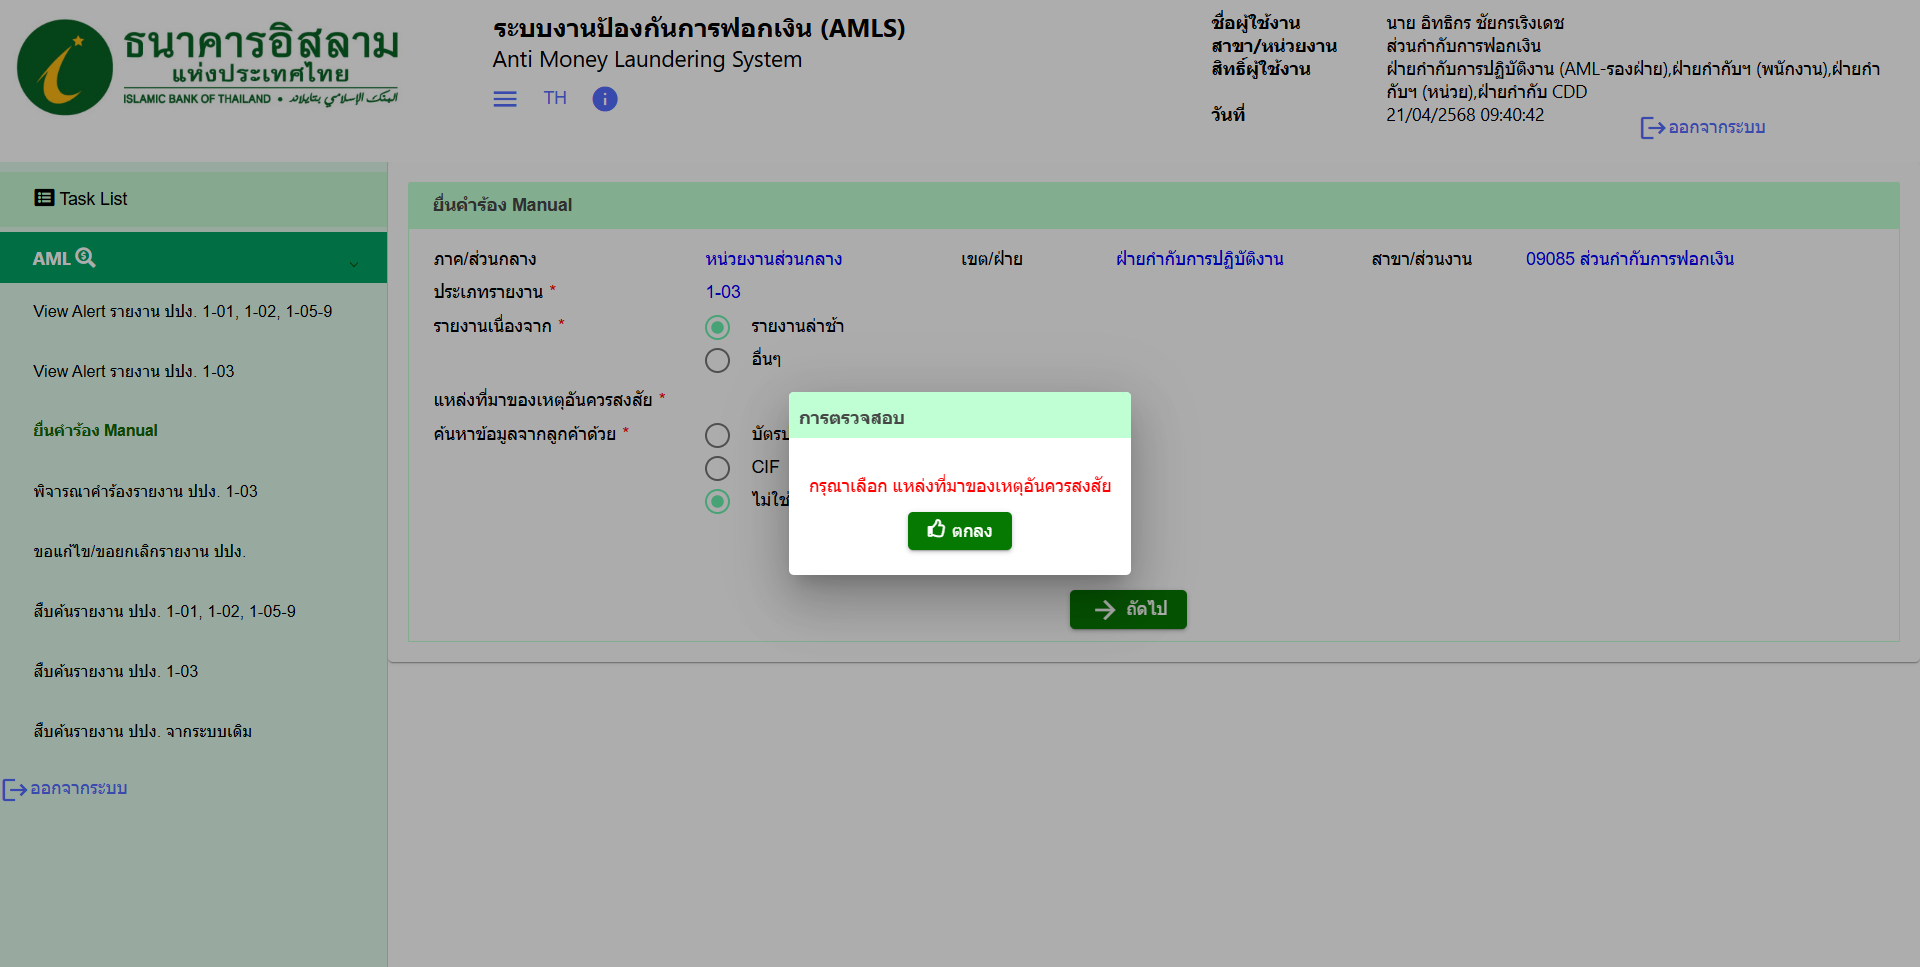 ธนาคารอิสลาม
แห่งประเทศไทย
ISLAMIC BANK OF THAILAND •
ระบบงานป้องกันการฟอกเงิน (AMLS)
Anti Money Laundering System
TH
ชื่อผู้ใช้งาน นาย อิทธิกร ชัยกรเริงเดช
สาขา/หน่วยงาน ส่วนกำกับการฟอกเงิน
สิทธิ์ผู้ใช้งาน ฝ่ายกำกับการปฏิบัติงาน (AML-รองฝ่าย),ฝ่ายกำกับฯ (พนักงาน),ฝ่ายกำ
กับฯ (หน่วย),ฝ่ายกำกับ CDD
วันที่ 21/04/2568 09:40:42
ออกจากระบบ
Task List
AML
View Alert รายงาน ปปง. 1-01, 1-02, 1-05-9
View Alert รายงาน ปปง. 1-03
ยื่นคำร้อง Manual
พิจารณาคำร้องรายงาน ปปง. 1-03
ขอแก้ไข/ขอยกเลิกรายงาน ปปง.
สืบค้นรายงาน ปปง. 1-01, 1-02, 1-05-9
สืบค้นรายงาน ปปง. 1-03
สืบค้นรายงาน ปปง. จากระบบเดิม
ออกจากระบบ
ยื่นคำร้อง Manual
ภาค/ส่วนกลาง หน่วยงานส่วนกลาง เขต/ฝ่าย ฝ่ายกำกับการปฏิบัติงาน สาขา/ส่วนงาน 09085 ส่วนกำกับการฟอกเงิน
ประเภทรายงาน * 1-03
รายงานเนื่องจาก * รายงานล่าช้า
อื่นๆ
แหล่งที่มาของเหตุอันควรสงสัย *
ค้นหาข้อมูลจากลูกค้าด้วย *
CIF
การตรวจสอบ
กรุณาเลือก แหล่งที่มาของเหตุอันควรสงสัย
ตกลง
ถัดไป